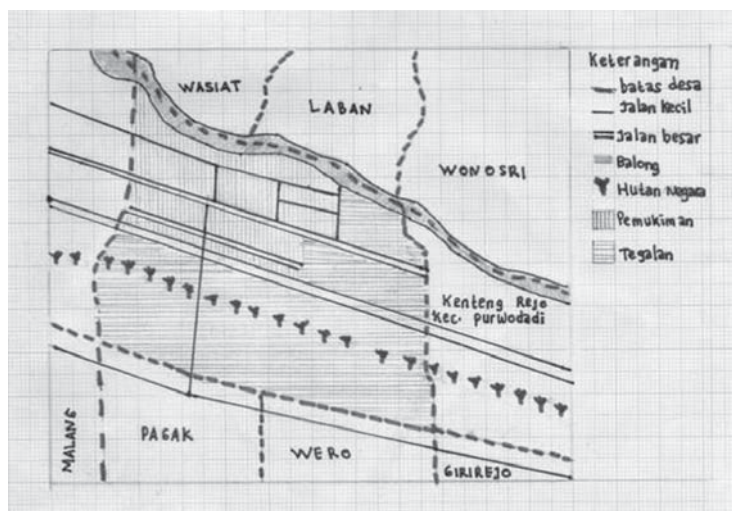 WASIAT
LABAN
WONOSRI
Kenteng Rejo
Kec. purwodadi
MALANG
PAGAK
WERO
GIRIREJO
Keterangan
batas desa
Jalan kecil
Jalan besar
Balong
Hutan Negara
Pemukiman
Tegalan